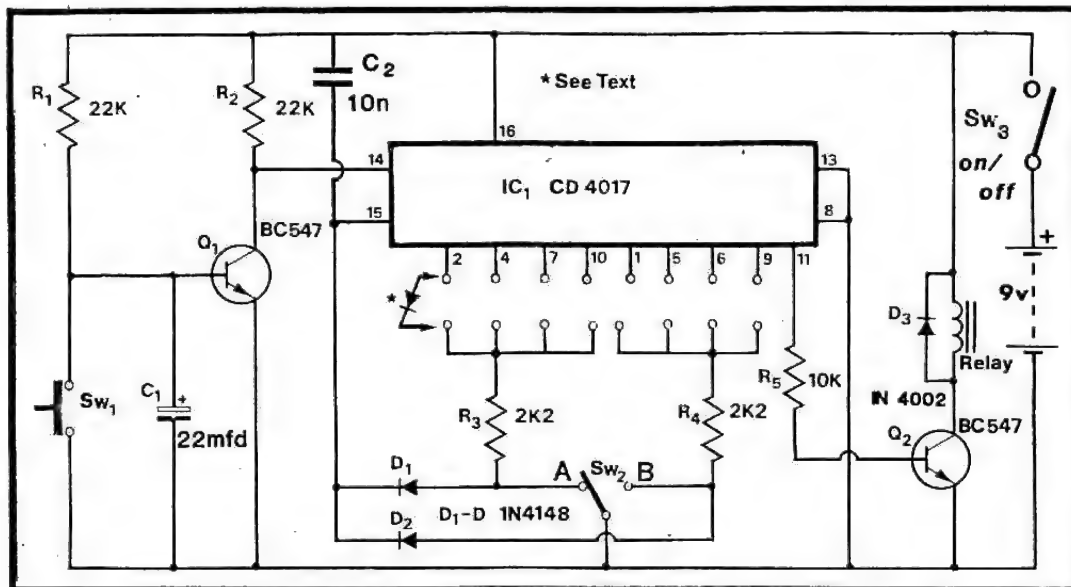 C2
10n
*See Text
R1
22K
R2
22K
16
Sw3
on/
off
14
13
IC1 CD 4017
15
8
BC547
Q1
2
4
7
10
1
5
6
9
11
+
9v
*
D3
Relay
Sw1
C1
+
22mfd
R3
2K2
R4
2K2
R5
10K
IN 4002
BC547
Q2
D1
A
Sw2
B
D1-D 1N4148
D2